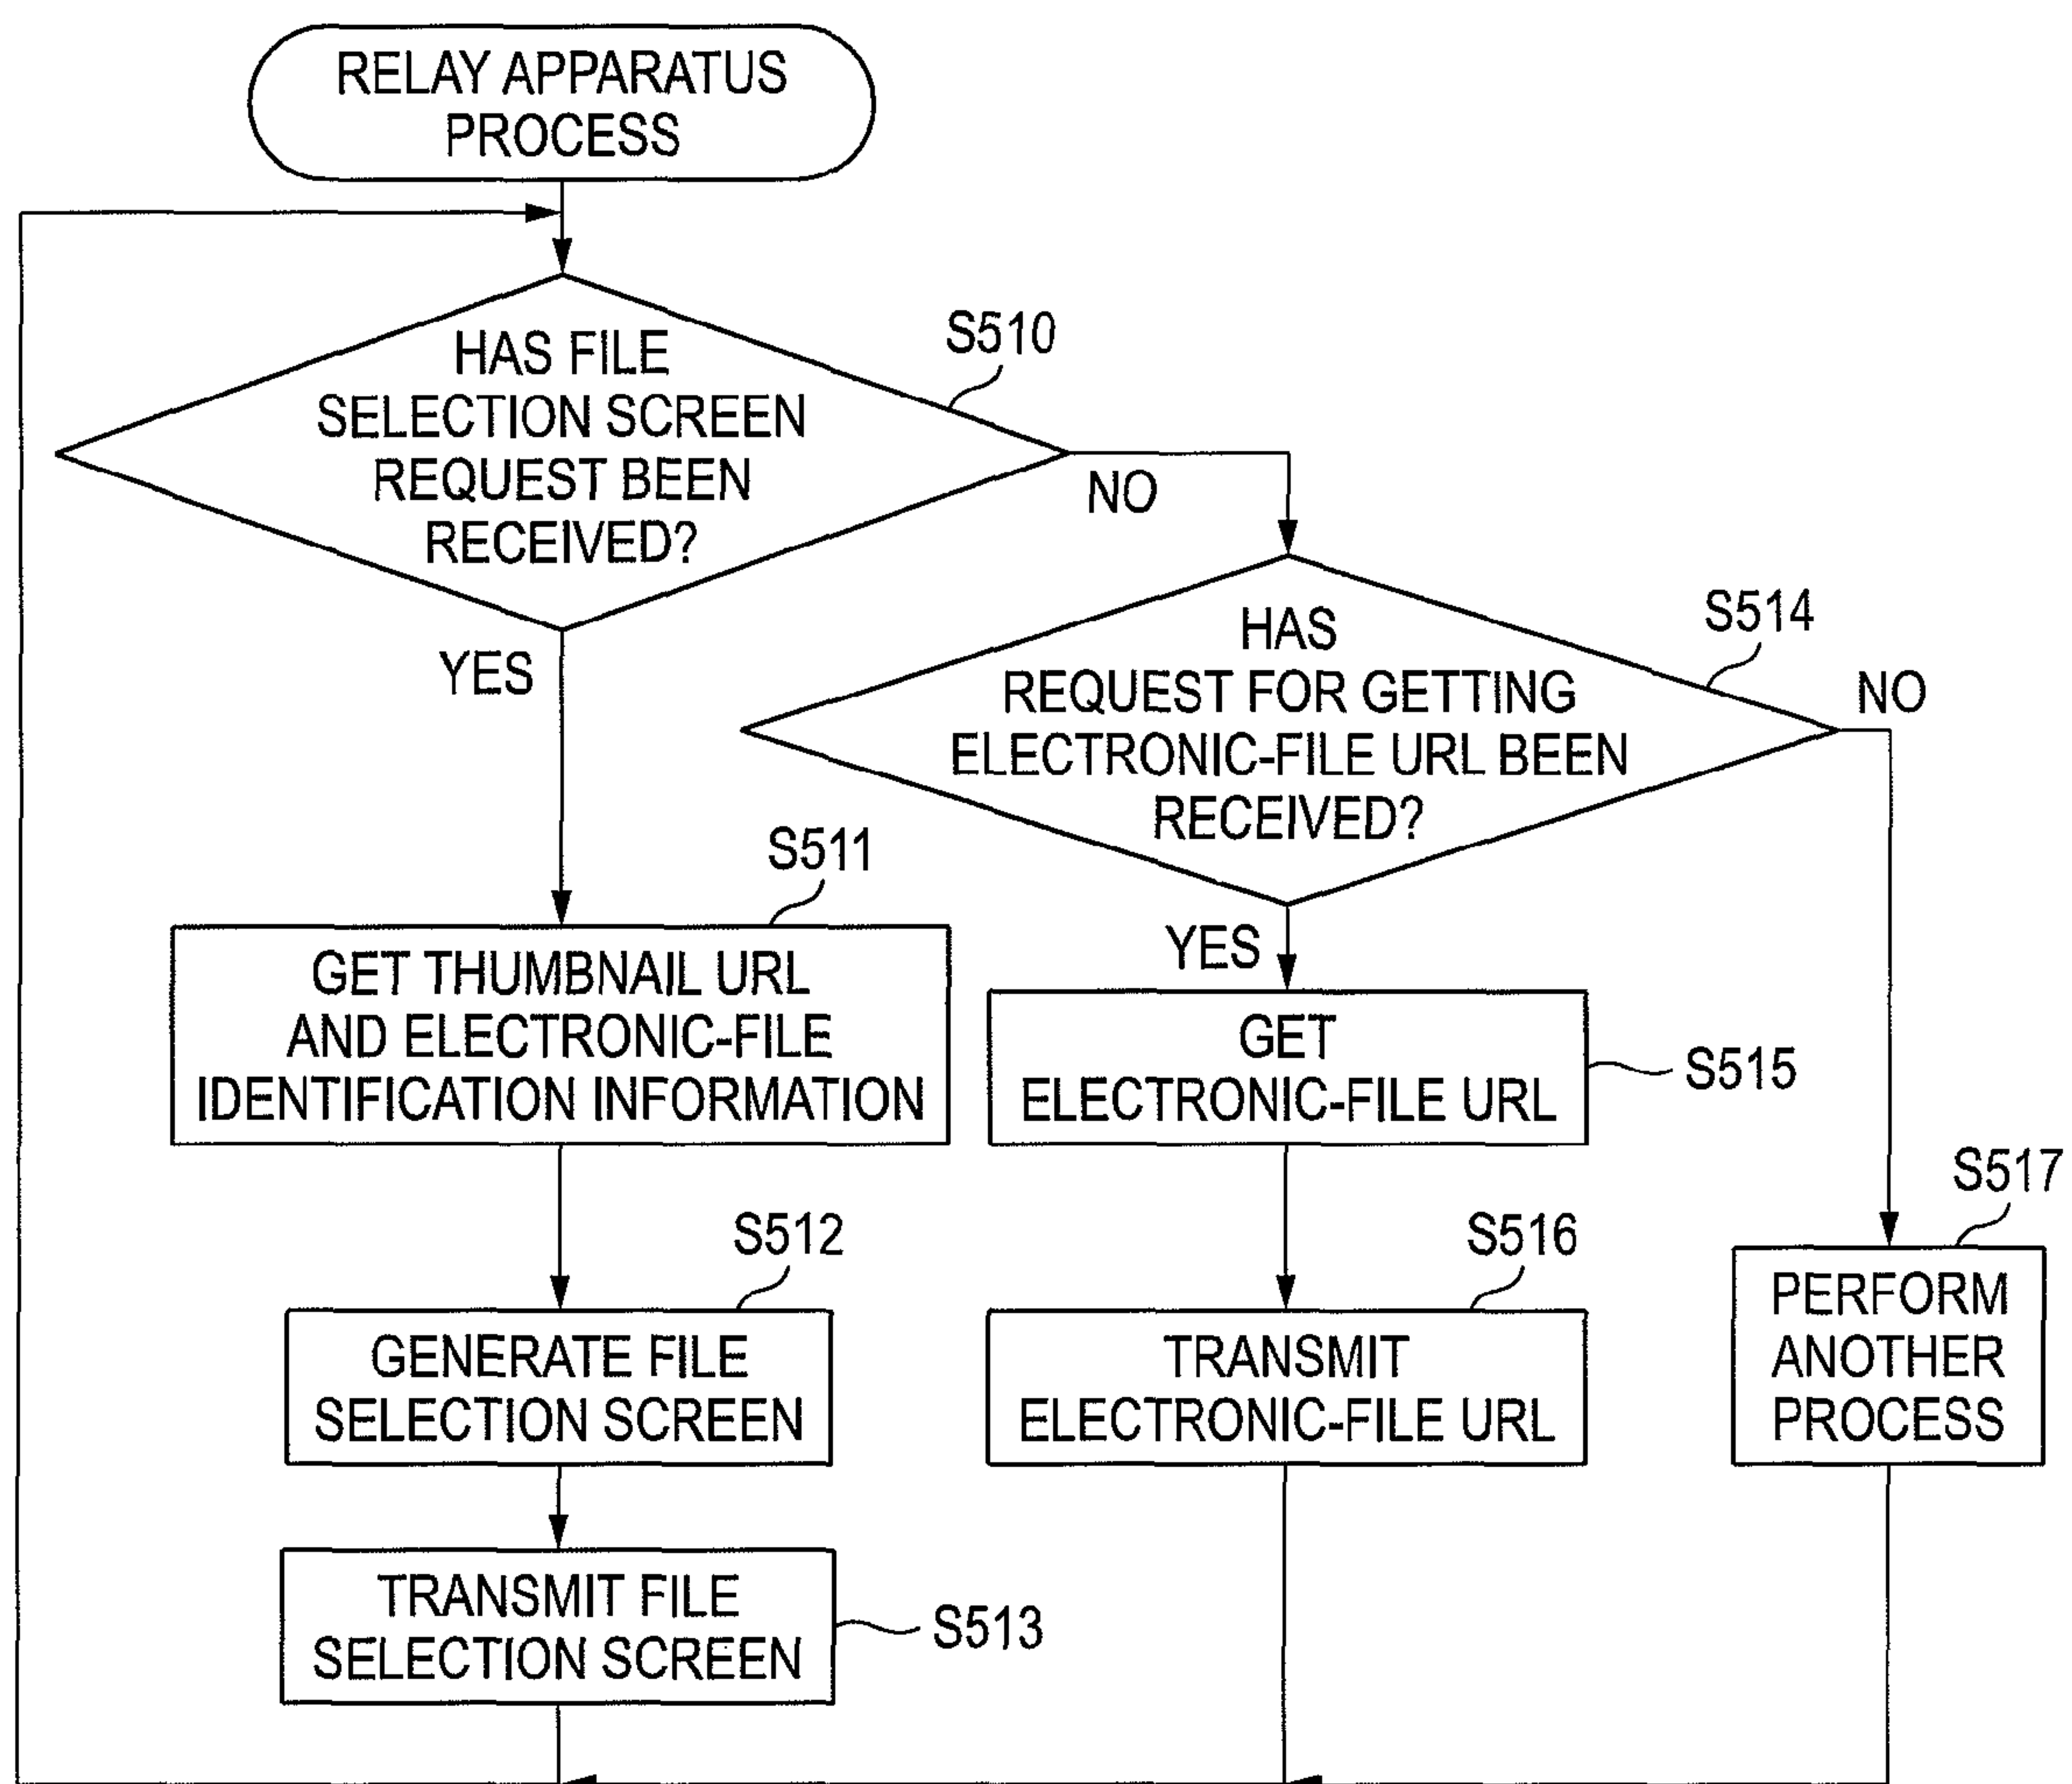 RELAY APPARATUS
PROCESS
HAS FILE
SELECTION SCREEN
REQUEST BEEN
RECEIVED?
S510
NO
YES
HAS
REQUEST FOR GETTING
ELECTRONIC-FILE URL BEEN
RECEIVED?
S514
NO
YES
S511
GET THUMBNAIL URL
AND ELECTRONIC-FILE
IDENTIFICATION INFORMATION
GET
ELECTRONIC-FILE URL
S515
S512
GENERATE FILE
SELECTION SCREEN
S516
TRANSMIT
ELECTRONIC-FILE URL
S517
PERFORM
ANOTHER
PROCESS
TRANSMIT FILE
SELECTION SCREEN
S513